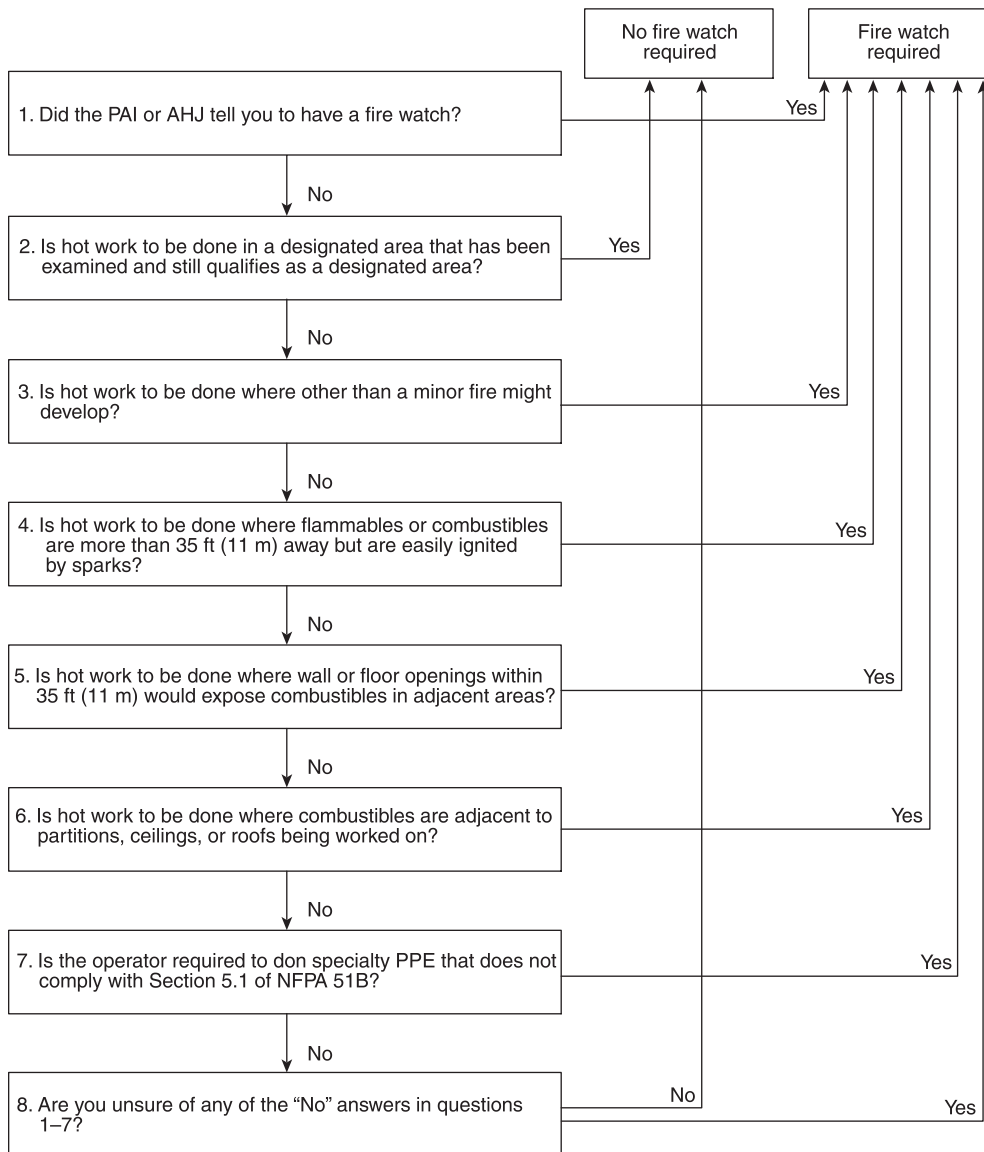 No fire watch
required
Fire watch
required
1. Did the PAI or AHJ tell you to have a fire watch?
Yes
No
2. Is hot work to be done in a designated area that has been
examined and still qualifies as a designated area?
Yes
No
3. Is hot work to be done where other than a minor fire might
develop?
Yes
No
4. Is hot work to be done where flammables or combustibles
are more than 35 ft (11 m) away but are easily ignited
by sparks?
Yes
No
5. Is hot work to be done where wall or floor openings within
35 ft (11 m) would expose combustibles in adjacent areas?
Yes
No
6. Is hot work to be done where combustibles are adjacent to
partitions, ceilings, or roofs being worked on?
Yes
No
7. Is the operator required to don specialty PPE that does not
comply with Section 5.1 of NFPA 51B?
Yes
No
8. Are you unsure of any of the “No” answers in questions
1–7?
No
Yes